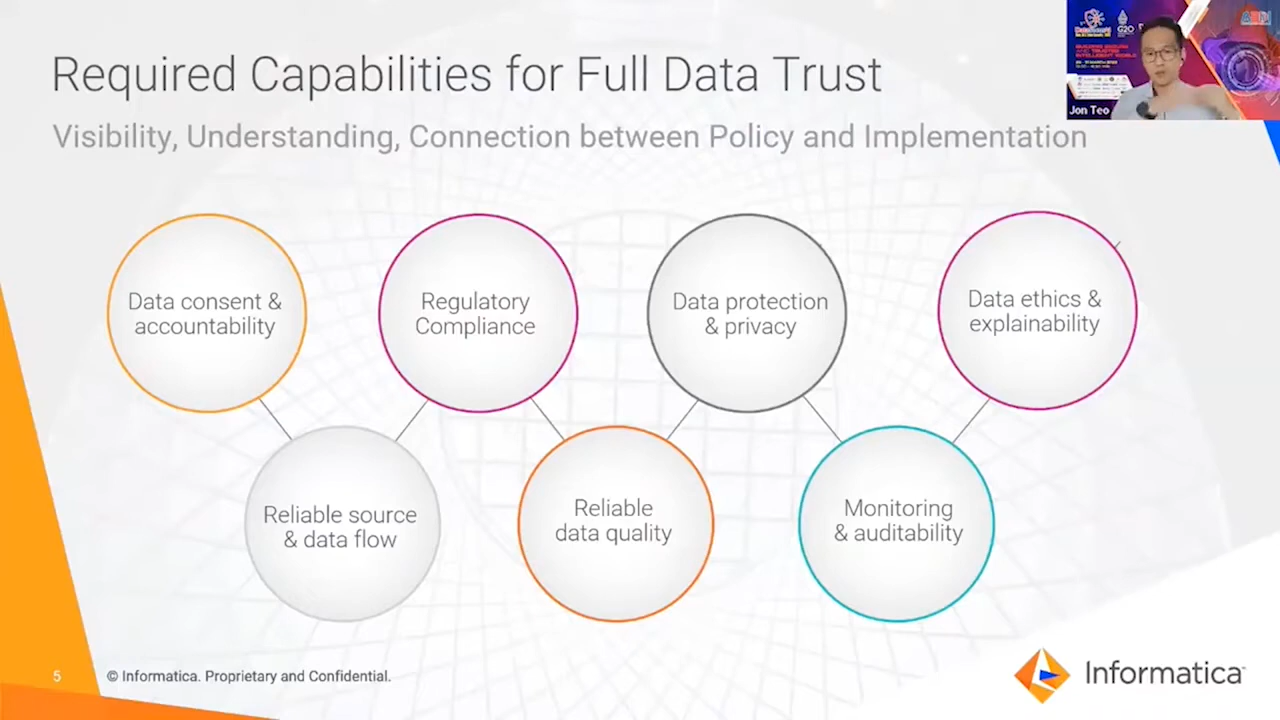 Required Capabilities for Full Data Trust
Visibility, Understanding, Connection between Policy and Implementation
G20
Jon Teo
Data consent &
accountability
Regulatory
Compliance
Data protection
& privacy
Data ethics &
explainability
Reliable source
& data flow
Reliable
data quality
Monitoring
& auditability
5
© Informatica. Proprietary and Confidential.
Informatica